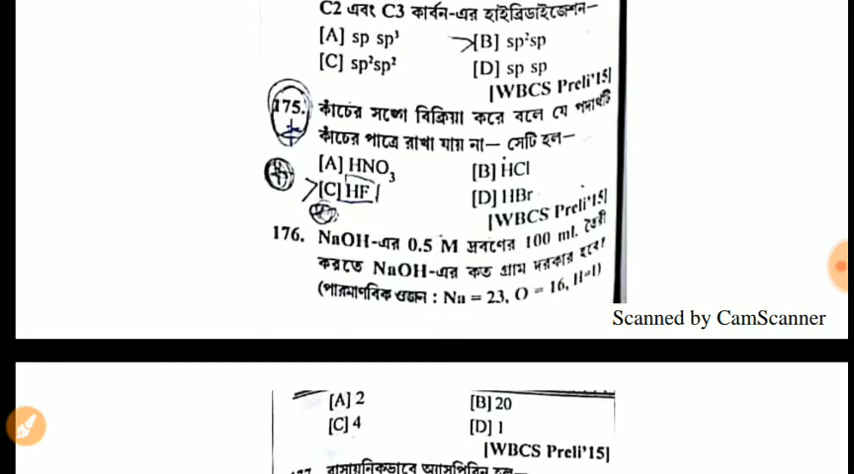 C2 এবং C3 কার্বন-এর হাইব্রিডাইজেশন—
[A] sp sp³ [B] sp²sp
[C] sp²sp² [D] sp sp
[WBCS Preli'15]
175. কাঁচের সঙ্গে বিক্রিয়া করে বলে যে পদার্থটি
কাঁচের পাত্রে রাখা যায় না— সেটি হল—
[A] HNO₃ [B] HCl
[C] HF [D] HBr
[WBCS Preli'15]
176. NaOH-এর 0.5 M দ্রবণের 100 ml. তৈরী
করতে NaOH-এর কত গ্রাম দরকার হবে?
(পারমাণবিক ওজন : Na = 23, O = 16, H=1)
Scanned by CamScanner
[A] 2 [B] 20
[C] 4 [D] 1
[WBCS Preli'15]
রাসায়নিকভাবে অ্যাসপিরিন হল—